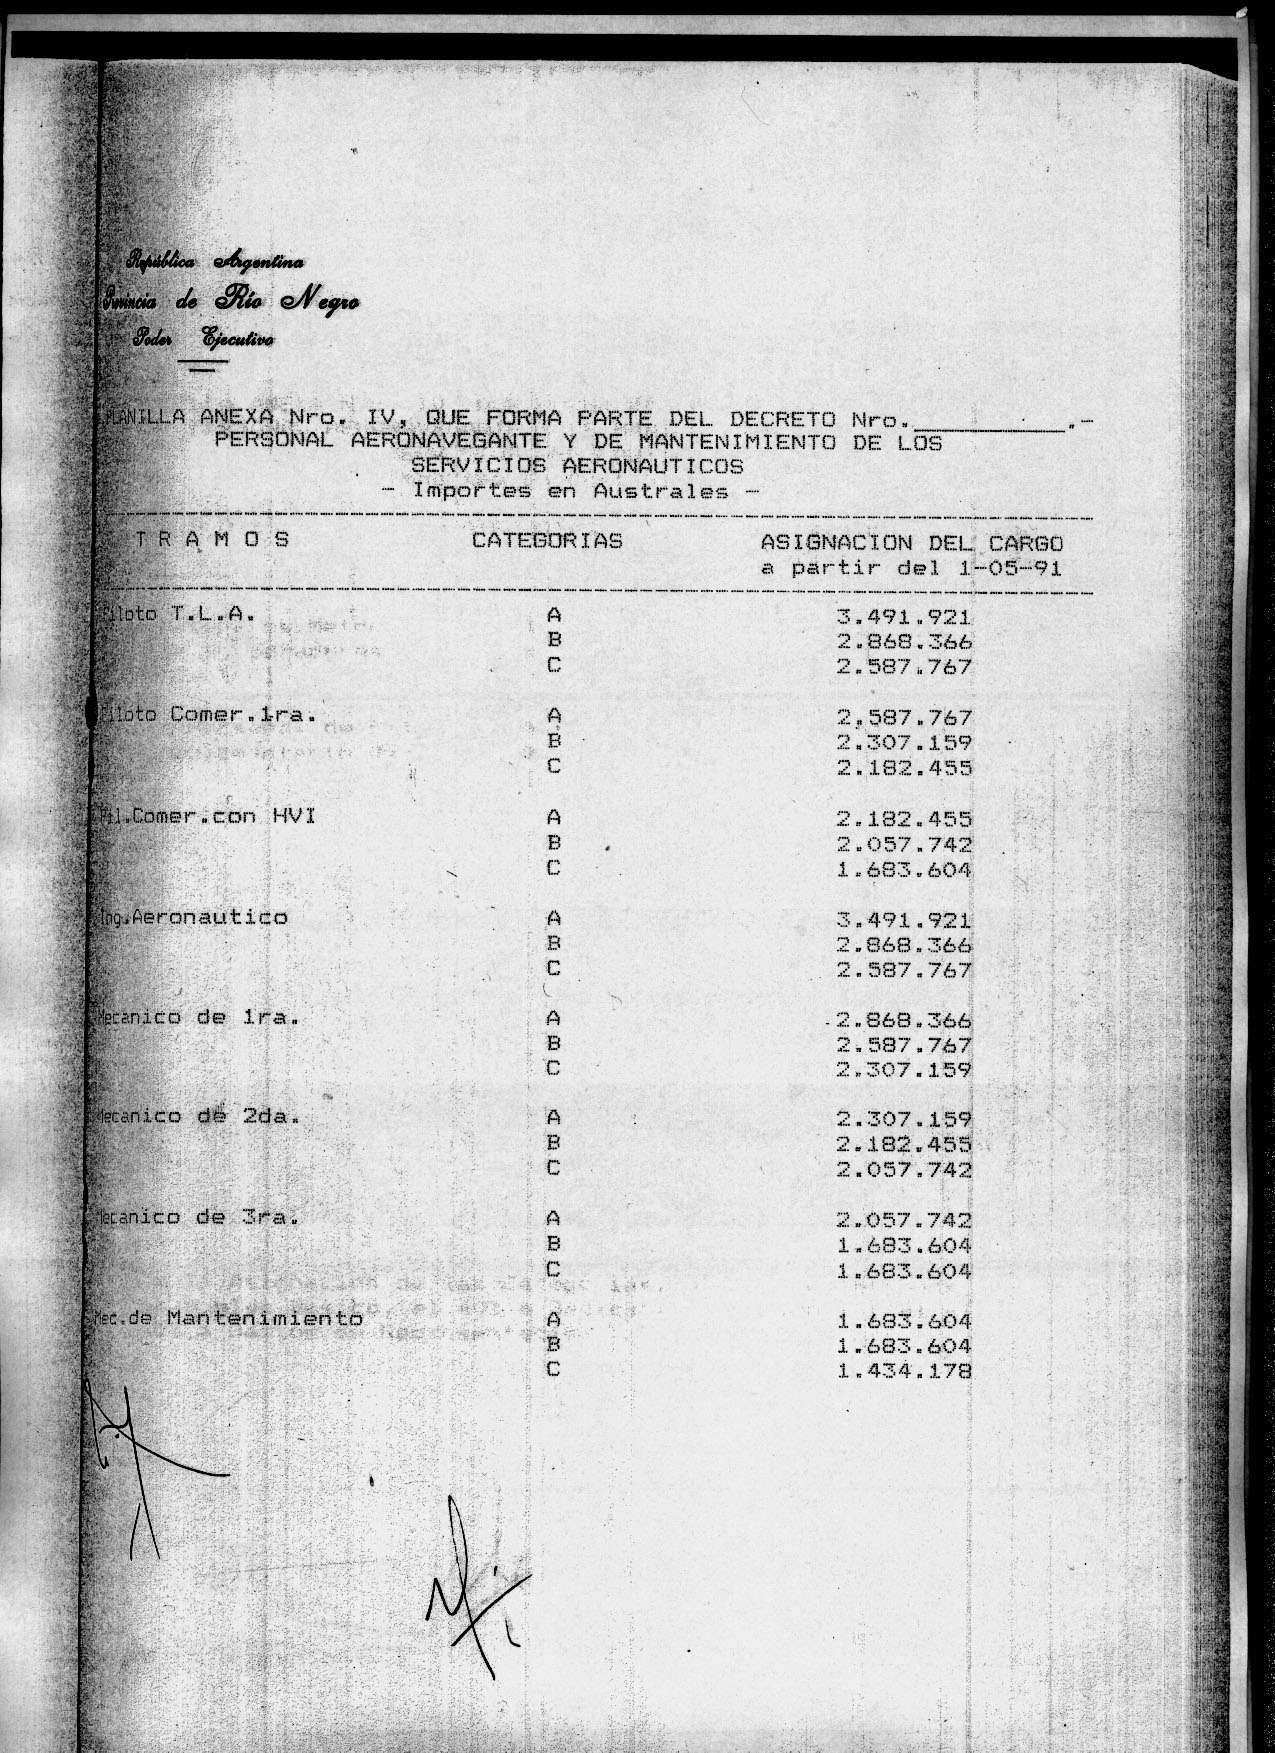 República Argentina
Provincia de Río Negro
Poder Ejecutivo
PLANILLA ANEXA Nro. IV, QUE FORMA PARTE DEL DECRETO Nro.__________.-
PERSONAL AERONAVEGANTE Y DE MANTENIMIENTO DE LOS
SERVICIOS AERONAUTICOS
- Importes en Australes -
T R A M O S CATEGORIAS ASIGNACION DEL CARGO
a partir del 1-05-91
Piloto T.L.A. A 3.491.921
B 2.868.366
C 2.587.767
Piloto Comer.1ra. A 2.587.767
B 2.307.159
C 2.182.455
Pil.Comer.con HVI A 2.182.455
B 2.057.742
C 1.683.604
Ing.Aeronautico A 3.491.921
B 2.868.366
C 2.587.767
Mecanico de 1ra. A 2.868.366
B 2.587.767
C 2.307.159
Mecanico de 2da. A 2.307.159
B 2.182.455
C 2.057.742
Mecanico de 3ra. A 2.057.742
B 1.683.604
C 1.683.604
Mec.de Mantenimiento A 1.683.604
B 1.683.604
C 1.434.178